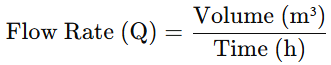 Flow Rate (Q) = Volume (m³) / Time (h)